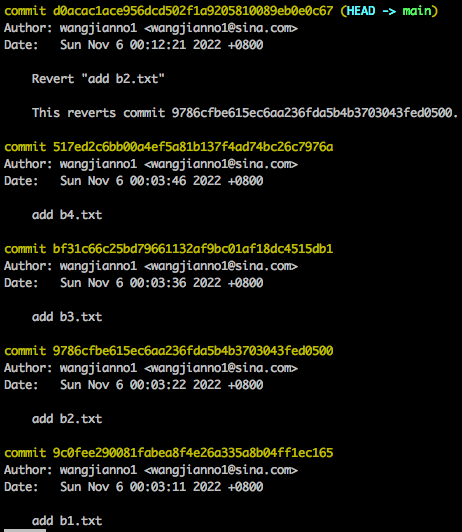 commit d0acac1ace956dcd502f1a9205810089eb0e0c67 (HEAD -> main)
Author: wangjianno1 <wangjianno1@sina.com>
Date:   Sun Nov 6 00:12:21 2022 +0800
Revert "add b2.txt"
This reverts commit 9786cfbe615ec6aa236fda5b4b3703043fed0500.
commit 517ed2c6bb00a4ef5a81b137f4ad74bc26c7976a
Author: wangjianno1 <wangjianno1@sina.com>
Date:   Sun Nov 6 00:03:46 2022 +0800
add b4.txt
commit bf31c66c25bd79661132af9bc01af18dc4515db1
Author: wangjianno1 <wangjianno1@sina.com>
Date:   Sun Nov 6 00:03:36 2022 +0800
add b3.txt
commit 9786cfbe615ec6aa236fda5b4b3703043fed0500
Author: wangjianno1 <wangjianno1@sina.com>
Date:   Sun Nov 6 00:03:22 2022 +0800
add b2.txt
commit 9c0fee290081fabea8f4e26a335a8b04ff1ec165
Author: wangjianno1 <wangjianno1@sina.com>
Date:   Sun Nov 6 00:03:11 2022 +0800
add b1.txt